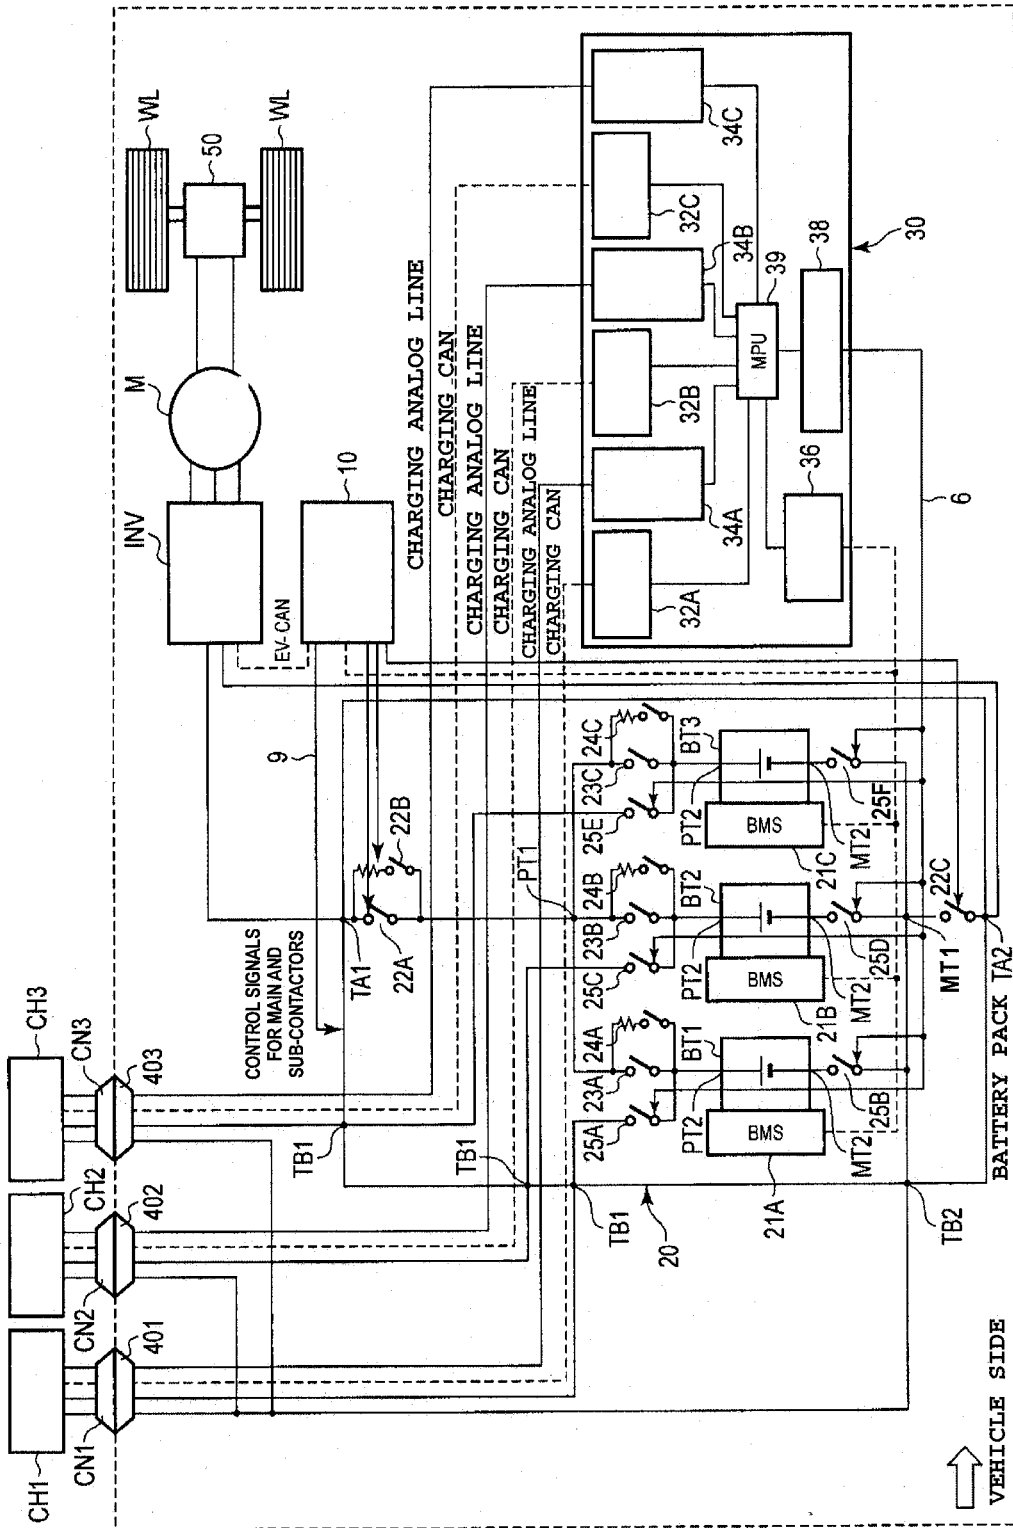 WL
WL
50
M
INV
10
EV-CAN
9
CHARGING ANALOG LINE
CHARGING CAN
CHARGING ANALOG LINE
CHARGING CAN
CHARGING ANALOG LINE
CHARGING CAN
34C
32C
34B
32B
34A
32A
39
MPU
38
36
30
6
CH3
CN3
403
CH2
CN2
402
CH1
CN1
401
CONTROL SIGNALS
FOR MAIN AND
SUB-CONTACTORS
TA1
22A
22B
TB1
TB1
TB1
PT1
24C
23C
25E
24B
23B
25C
24A
23A
25A
BT3
PT2
BMS
21C
MT2
25F
BT2
PT2
BMS
21B
MT2
25D
BT1
PT2
BMS
21A
MT2
25B
22C
MT1
TA2
TB2
20
BATTERY PACK
VEHICLE SIDE